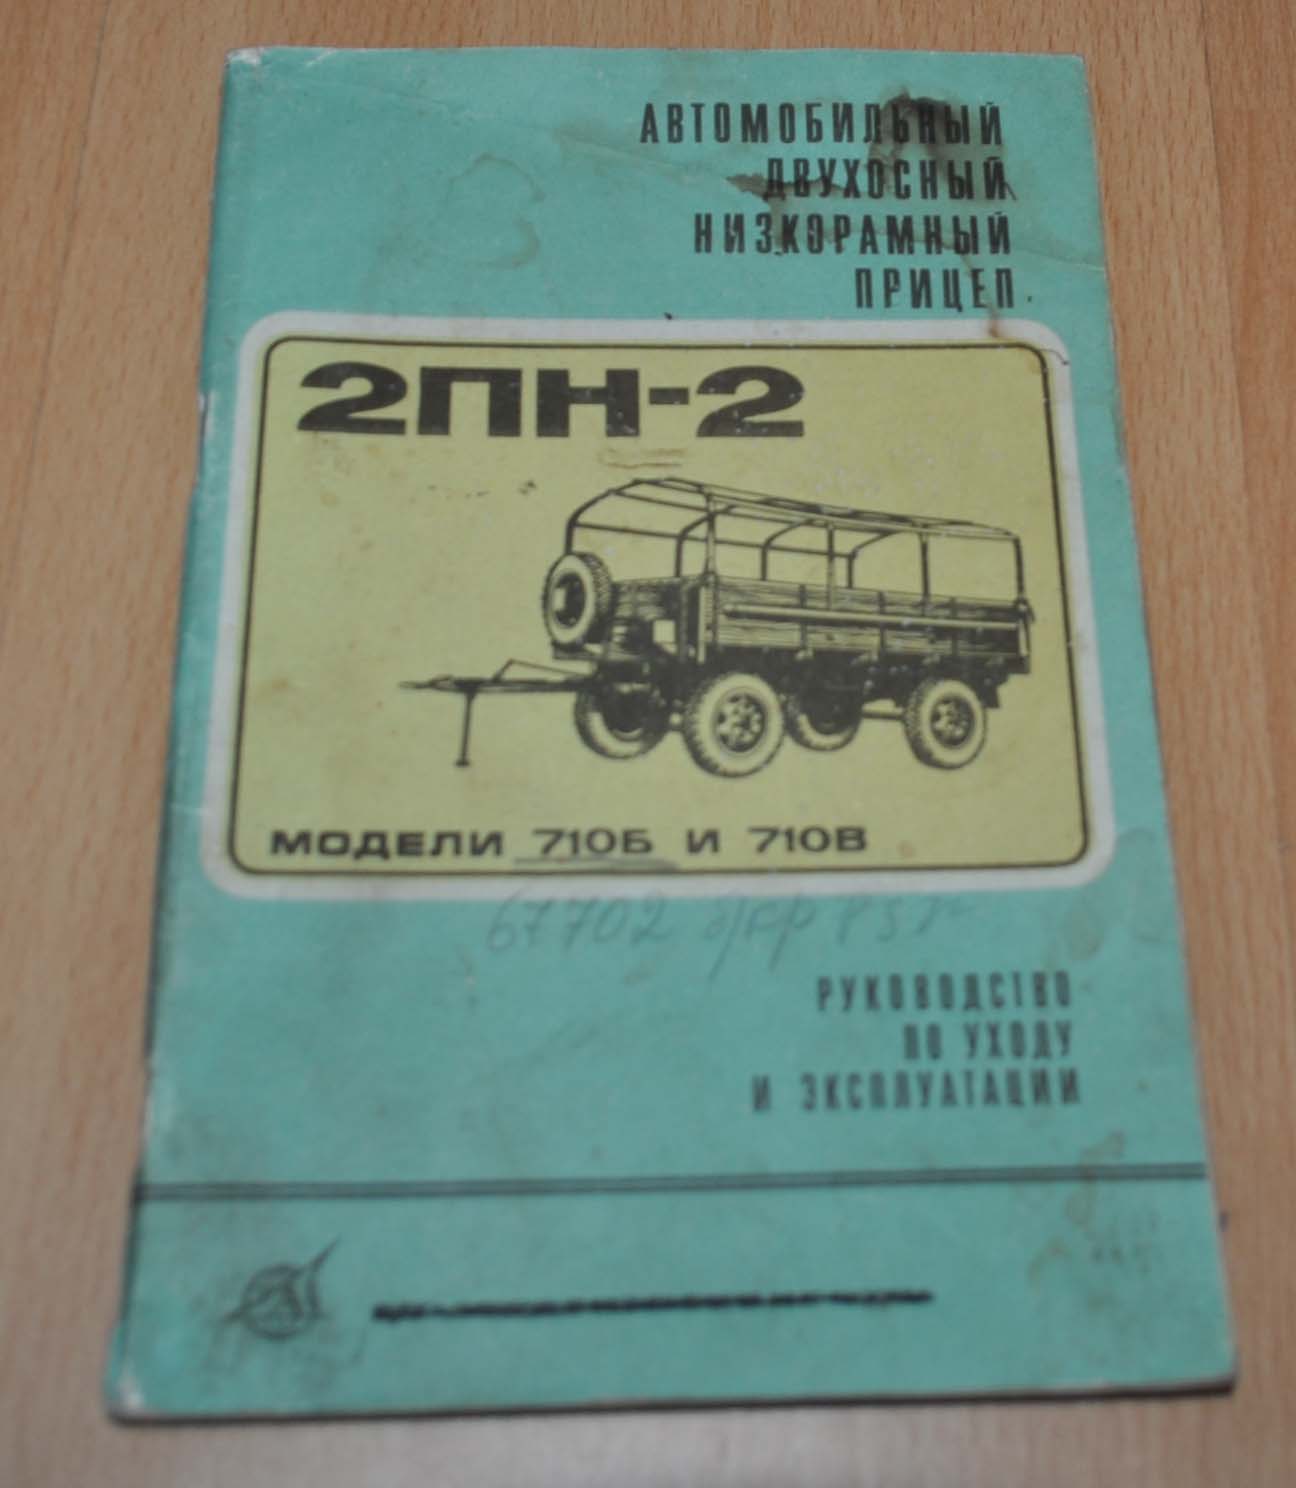 АВТОМОБИЛЬНЫЙ
ДВУХОСНЫЙ
НИЗКОРАМНЫЙ
ПРИЦЕП
2ПН-2
МОДЕЛИ 710Б И 710В
67702
РУКОВОДСТВО
ПО УХОДУ
И ЭКСПЛУАТАЦИИ